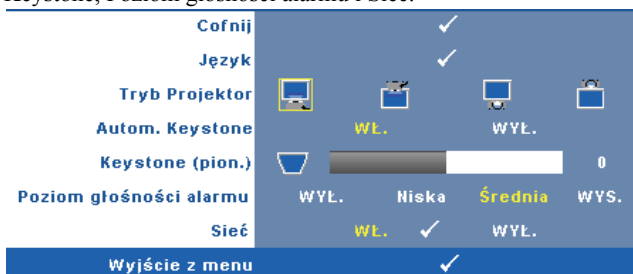 Keystone, Poziom głośności alarmu i Sieć.
Cofnij
Język
Tryb Projektor
Autom. Keystone WŁ. WYŁ.
Keystone (pion.) 0
Poziom głośności alarmu WYŁ. Niska Średnia WYS.
Sieć WŁ. WYŁ.
Wyjście z menu